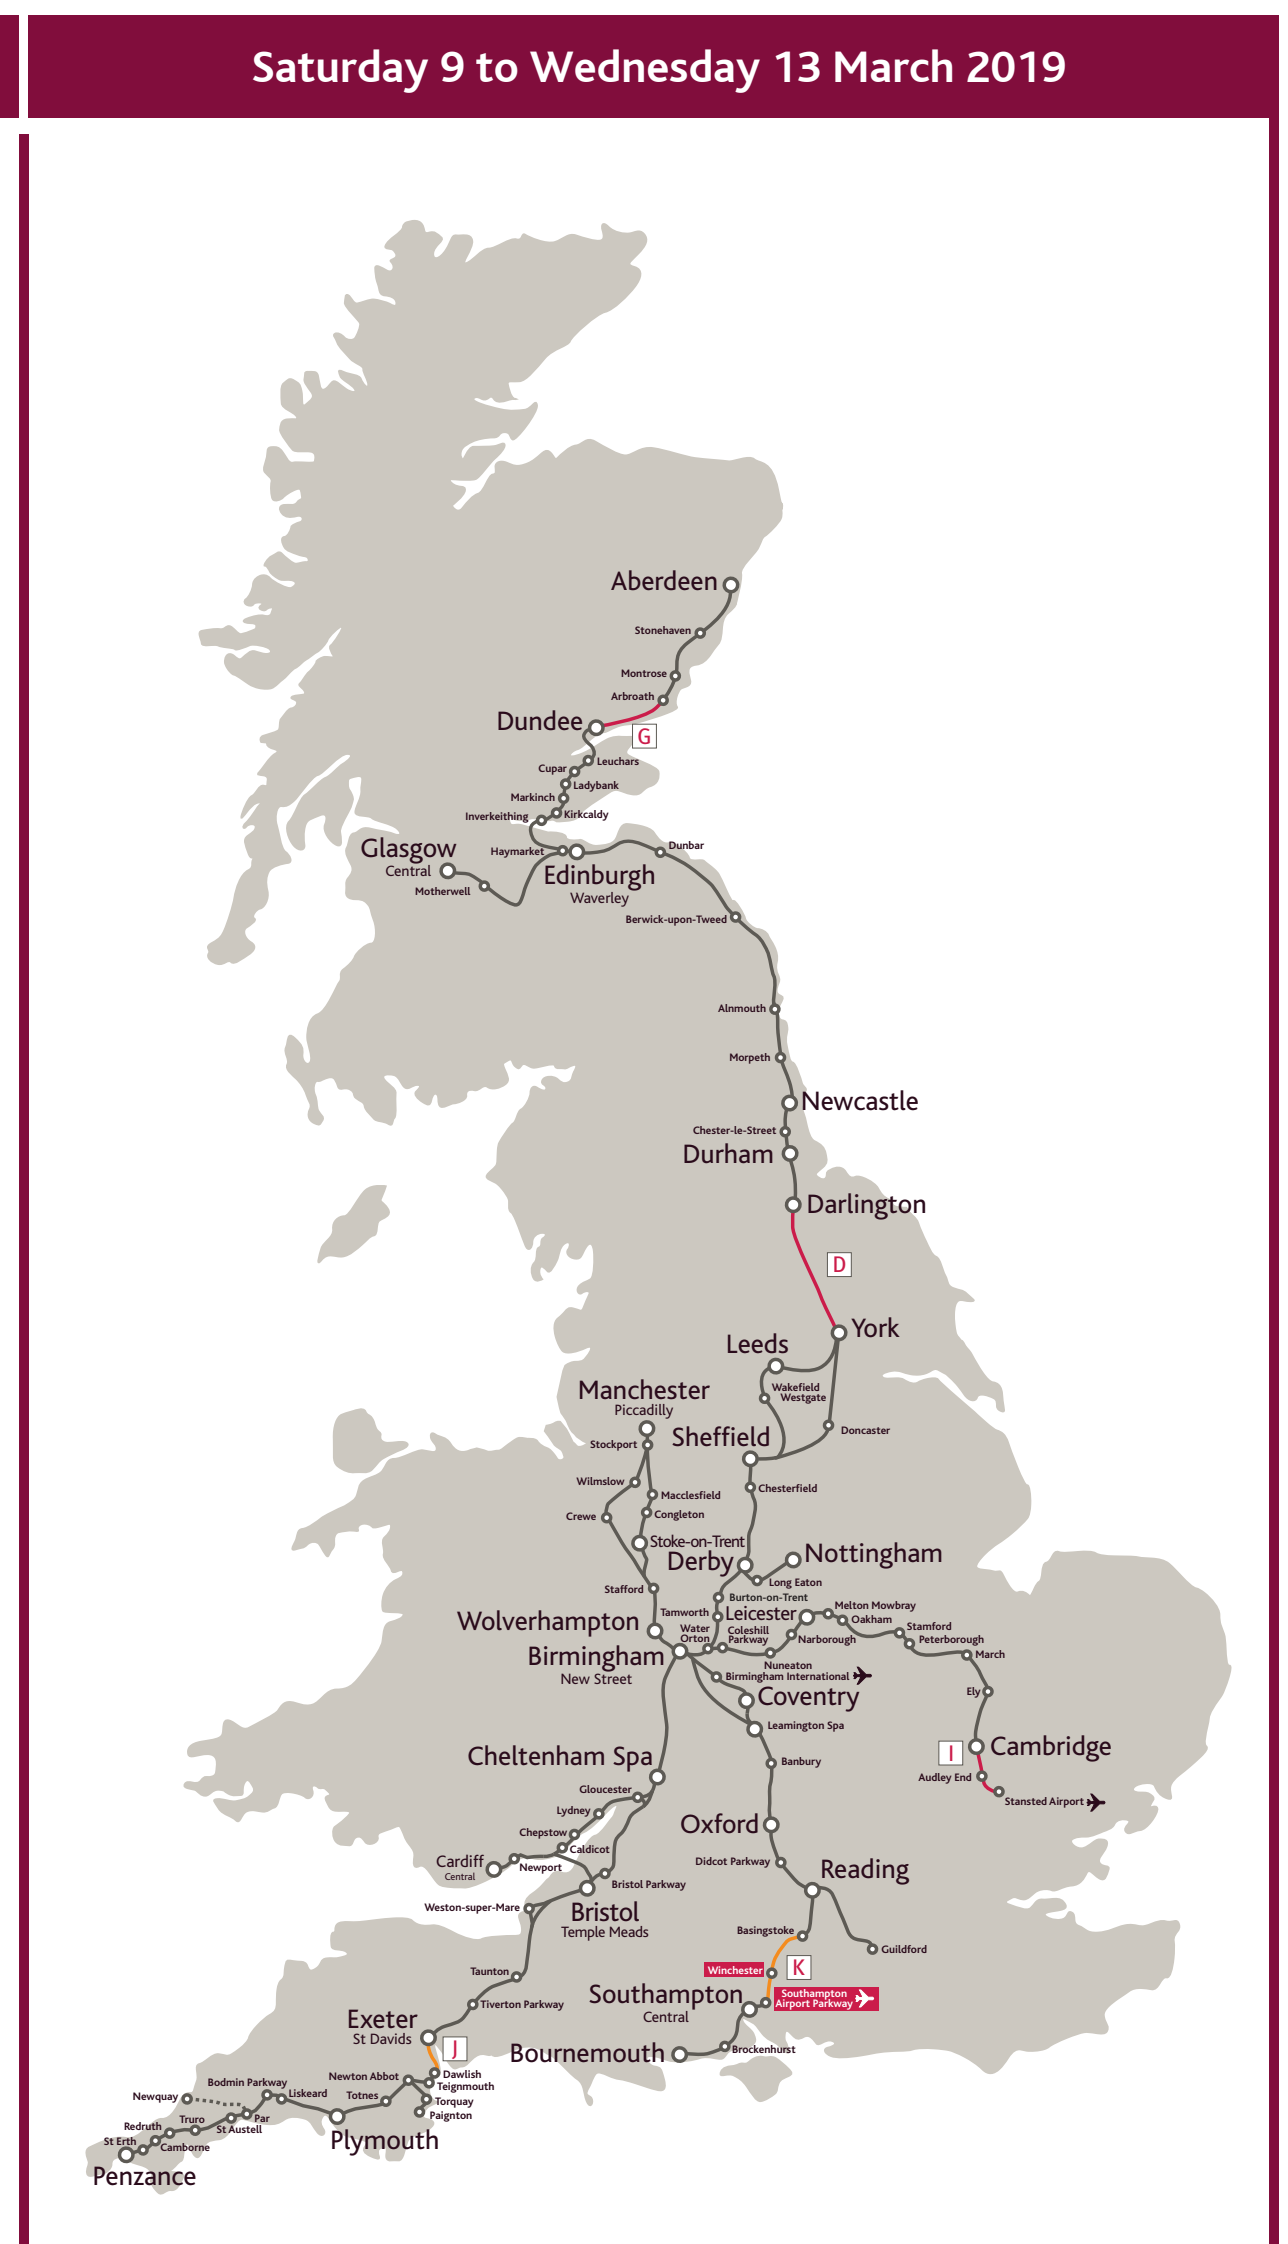 Saturday 9 to Wednesday 13 March 2019
Aberdeen
Stonehaven
Montrose
Arbroath
Dundee
G
Leuchars
Cupar
Ladybank
Markinch
Kirkcaldy
Inverkeithing
Glasgow
Central
Motherwell
Haymarket
Edinburgh
Waverley
Dunbar
Berwick-upon-Tweed
Alnmouth
Morpeth
Newcastle
Chester-le-Street
Durham
Darlington
D
York
Leeds
Wakefield
Westgate
Manchester
Piccadilly
Sheffield
Doncaster
Stockport
Wilmslow
Chesterfield
Macclesfield
Crewe
Congleton
Stoke-on-Trent
Derby
Nottingham
Long Eaton
Stafford
Burton-on-Trent
Tamworth
Leicester
Melton Mowbray
Oakham
Wolverhampton
Water
Orton
Coleshill
Parkway
Narborough
Stamford
Peterborough
March
Birmingham
New Street
Nuneaton
Birmingham International
Ely
Coventry
Leamington Spa
Cambridge
I
Cheltenham Spa
Banbury
Audley End
Stansted Airport
Gloucester
Lydney
Oxford
Chepstow
Caldicot
Cardiff
Central
Newport
Didcot Parkway
Reading
Bristol Parkway
Weston-super-Mare
Bristol
Temple Meads
Basingstoke
Guildford
Winchester
K
Taunton
Southampton
Central
Southampton
Airport Parkway
Tiverton Parkway
Exeter
St Davids
J
Bournemouth
Brockenhurst
Newton Abbot
Dawlish
Teignmouth
Bodmin Parkway
Liskeard
Totnes
Torquay
Paignton
Newquay
Par
St Austell
Truro
Redruth
Plymouth
St Erth
Camborne
Penzance